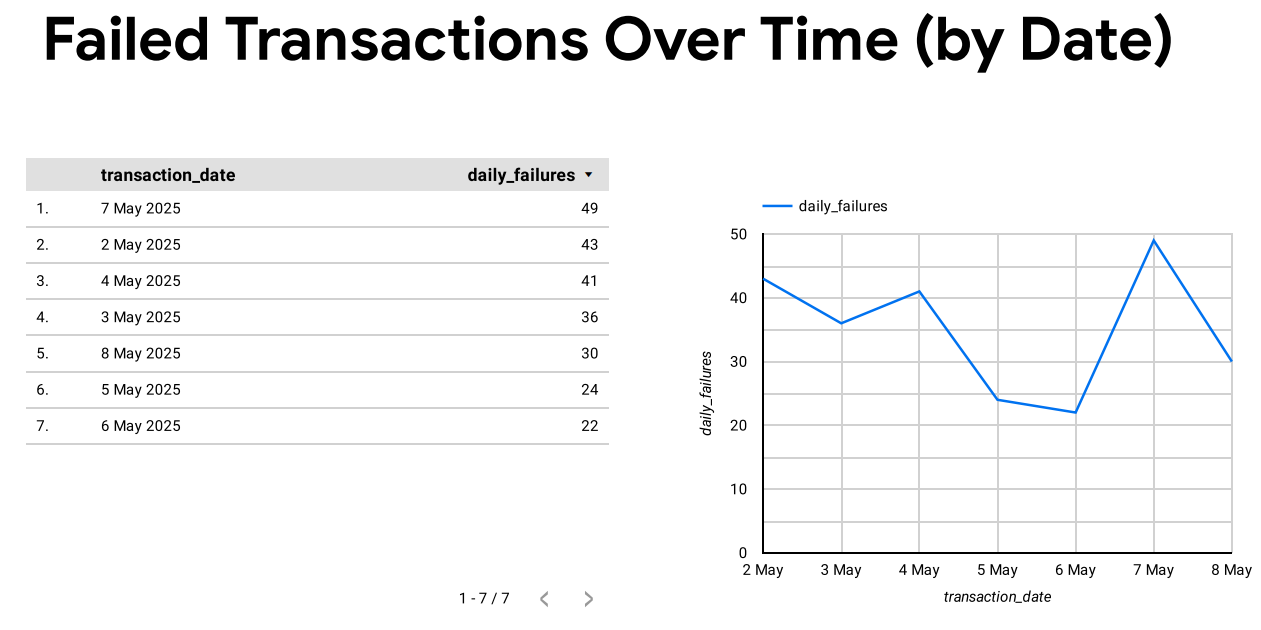 Failed Transactions Over Time (by Date)
transaction_date daily_failures
1. 7 May 2025 49
2. 2 May 2025 43
3. 4 May 2025 41
4. 3 May 2025 36
5. 8 May 2025 30
6. 5 May 2025 24
7. 6 May 2025 22
1 - 7 / 7
daily_failures
50
40
30
20
10
0
daily_failures
2 May 3 May 4 May 5 May 6 May 7 May 8 May
transaction_date